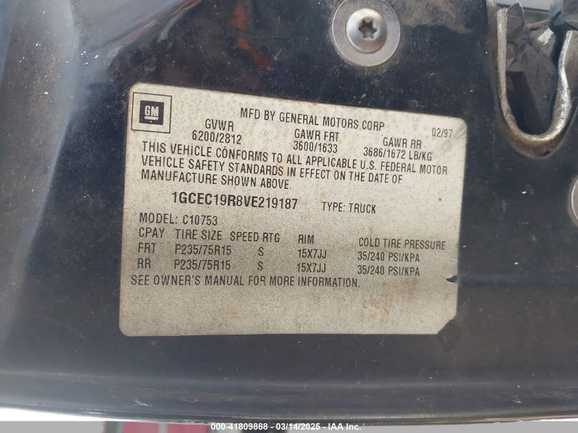 GM
MFD BY GENERAL MOTORS CORP 02/97
GVWR GAWR FRT GAWR RR
6200/2812 3600/1633 3686/1672 LB/KG
THIS VEHICLE CONFORMS TO ALL APPLICABLE U.S. FEDERAL MOTOR
VEHICLE SAFETY STANDARDS IN EFFECT ON THE DATE OF
MANUFACTURE SHOWN ABOVE.
1GCEC19R8VE219187 TYPE: TRUCK
MODEL: C10753
CPAY TIRE SIZE SPEED RTG RIM COLD TIRE PRESSURE
FRT P235/75R15 S 15X7JJ 35/240 PSI/KPA
RR P235/75R15 S 15X7JJ 35/240 PSI/KPA
SEE OWNER'S MANUAL FOR MORE INFORMATION.
000-41809868 - 03/14/2025 - IAA Inc.